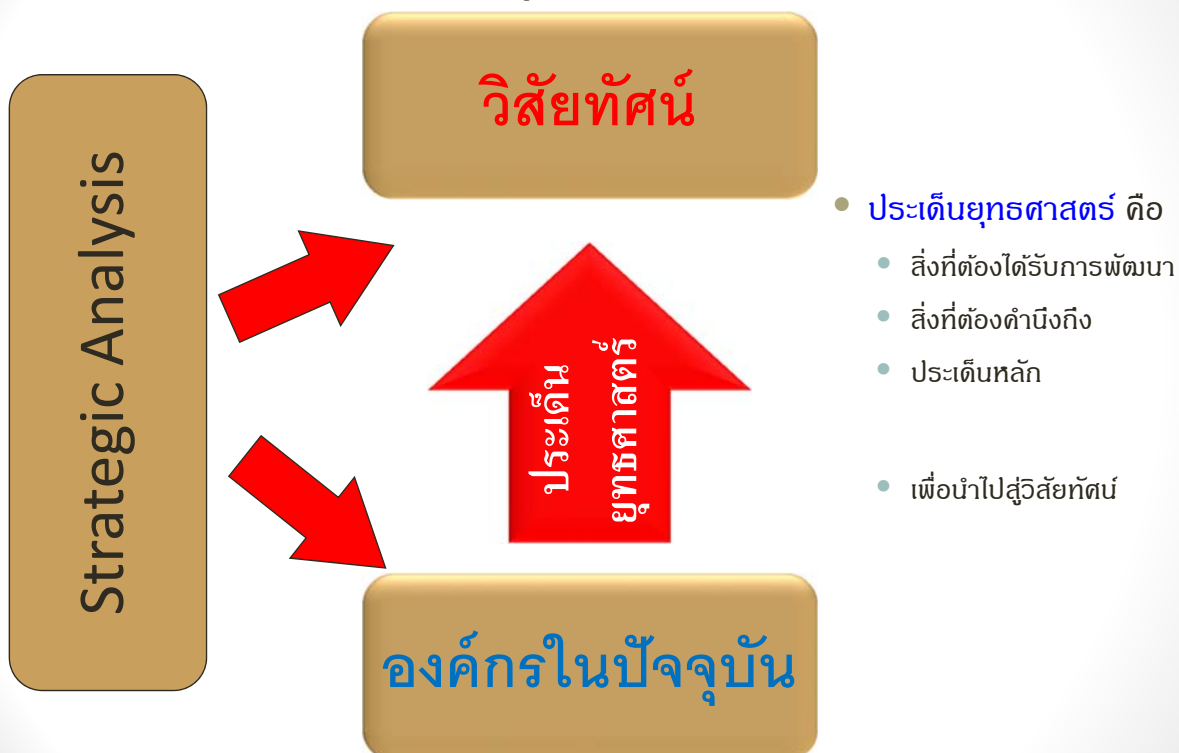 วิสัยทัศน์
Strategic Analysis
ประเด็น
ยุทธศาสตร์
องค์กรในปัจจุบัน
ประเด็นยุทธศาสตร์ คือ
สิ่งที่ต้องได้รับการพัฒนา
สิ่งที่ต้องคำนึงถึง
ประเด็นหลัก
เพื่อนำไปสู่วิสัยทัศน์